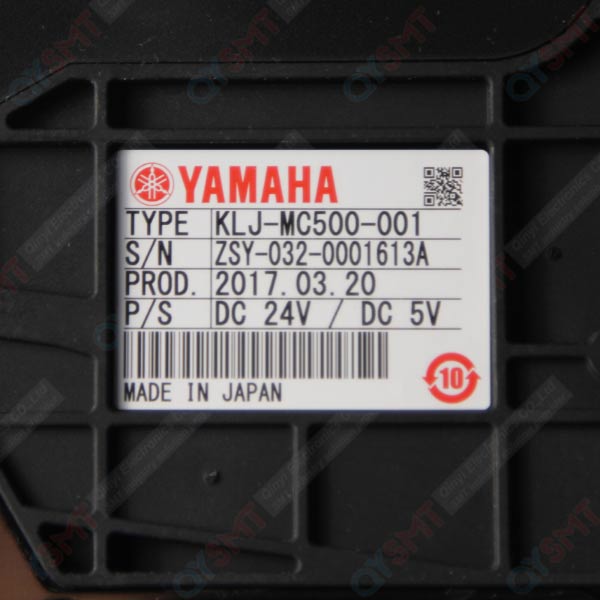 YAMAHA
TYPE KLJ-MC500-001
S/N ZSY-032-0001613A
PROD. 2017.03.20
P/S DC 24V / DC 5V
MADE IN JAPAN
10
QYSMT